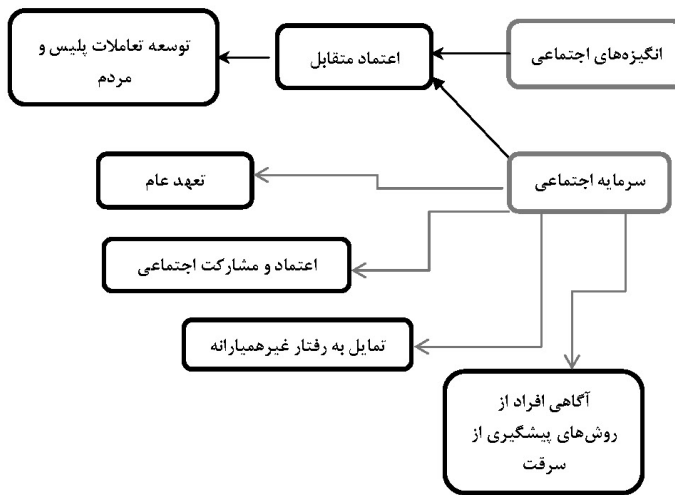 انگیزه‌های اجتماعی
اعتماد متقابل
توسعه تعاملات پلیس و
مردم
سرمایه اجتماعی
تعهد عام
اعتماد و مشارکت اجتماعی
تمایل به رفتار غیرهمیارانه
آگاهی افراد از
روش‌های پیشگیری از
سرقت